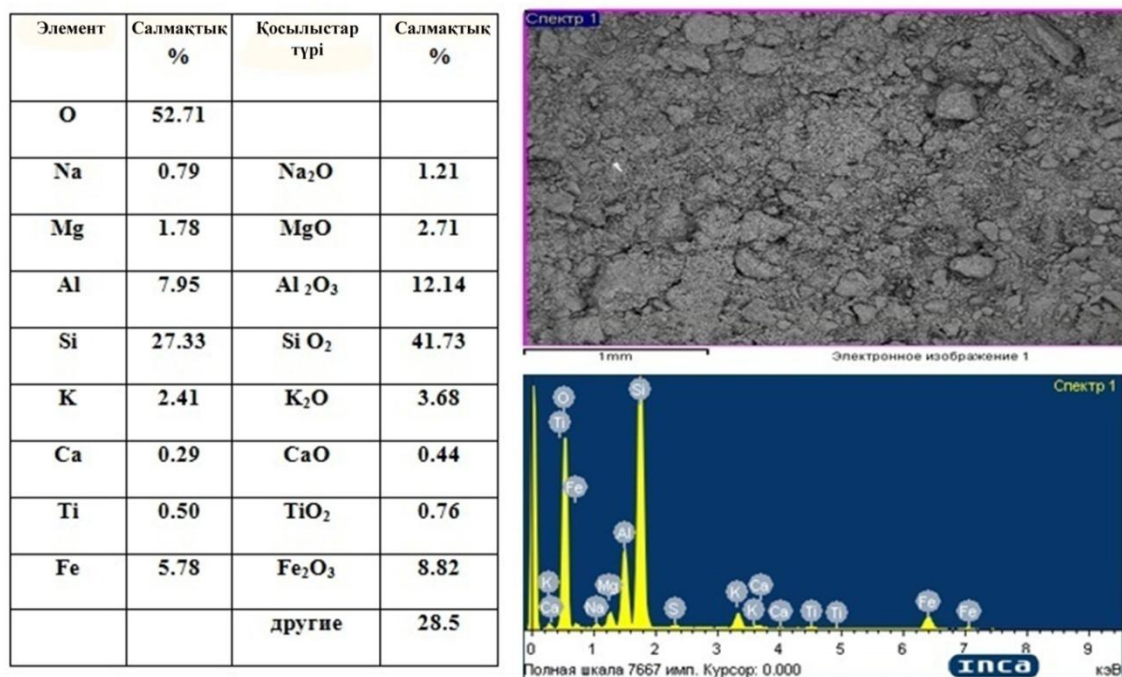 Элемент Салмақтық % Қосылыстар түрі Салмақтық %
O 52.71
Na 0.79 Na₂O 1.21
Mg 1.78 MgO 2.71
Al 7.95 Al ₂O₃ 12.14
Si 27.33 Si O₂ 41.73
K 2.41 K₂O 3.68
Ca 0.29 CaO 0.44
Ti 0.50 TiO₂ 0.76
Fe 5.78 Fe₂O₃ 8.82
другие 28.5
Спектр 1
1mm Электронное изображение 1
Спектр 1
O Si
Ti
Fe
Al
K Mg K Ca
Ca Na S K Ca Ti Ti Fe Fe
0 1 2 3 4 5 6 7 8 9
Полная шкала 7667 имп. Курсор: 0.000 INCA кэВ